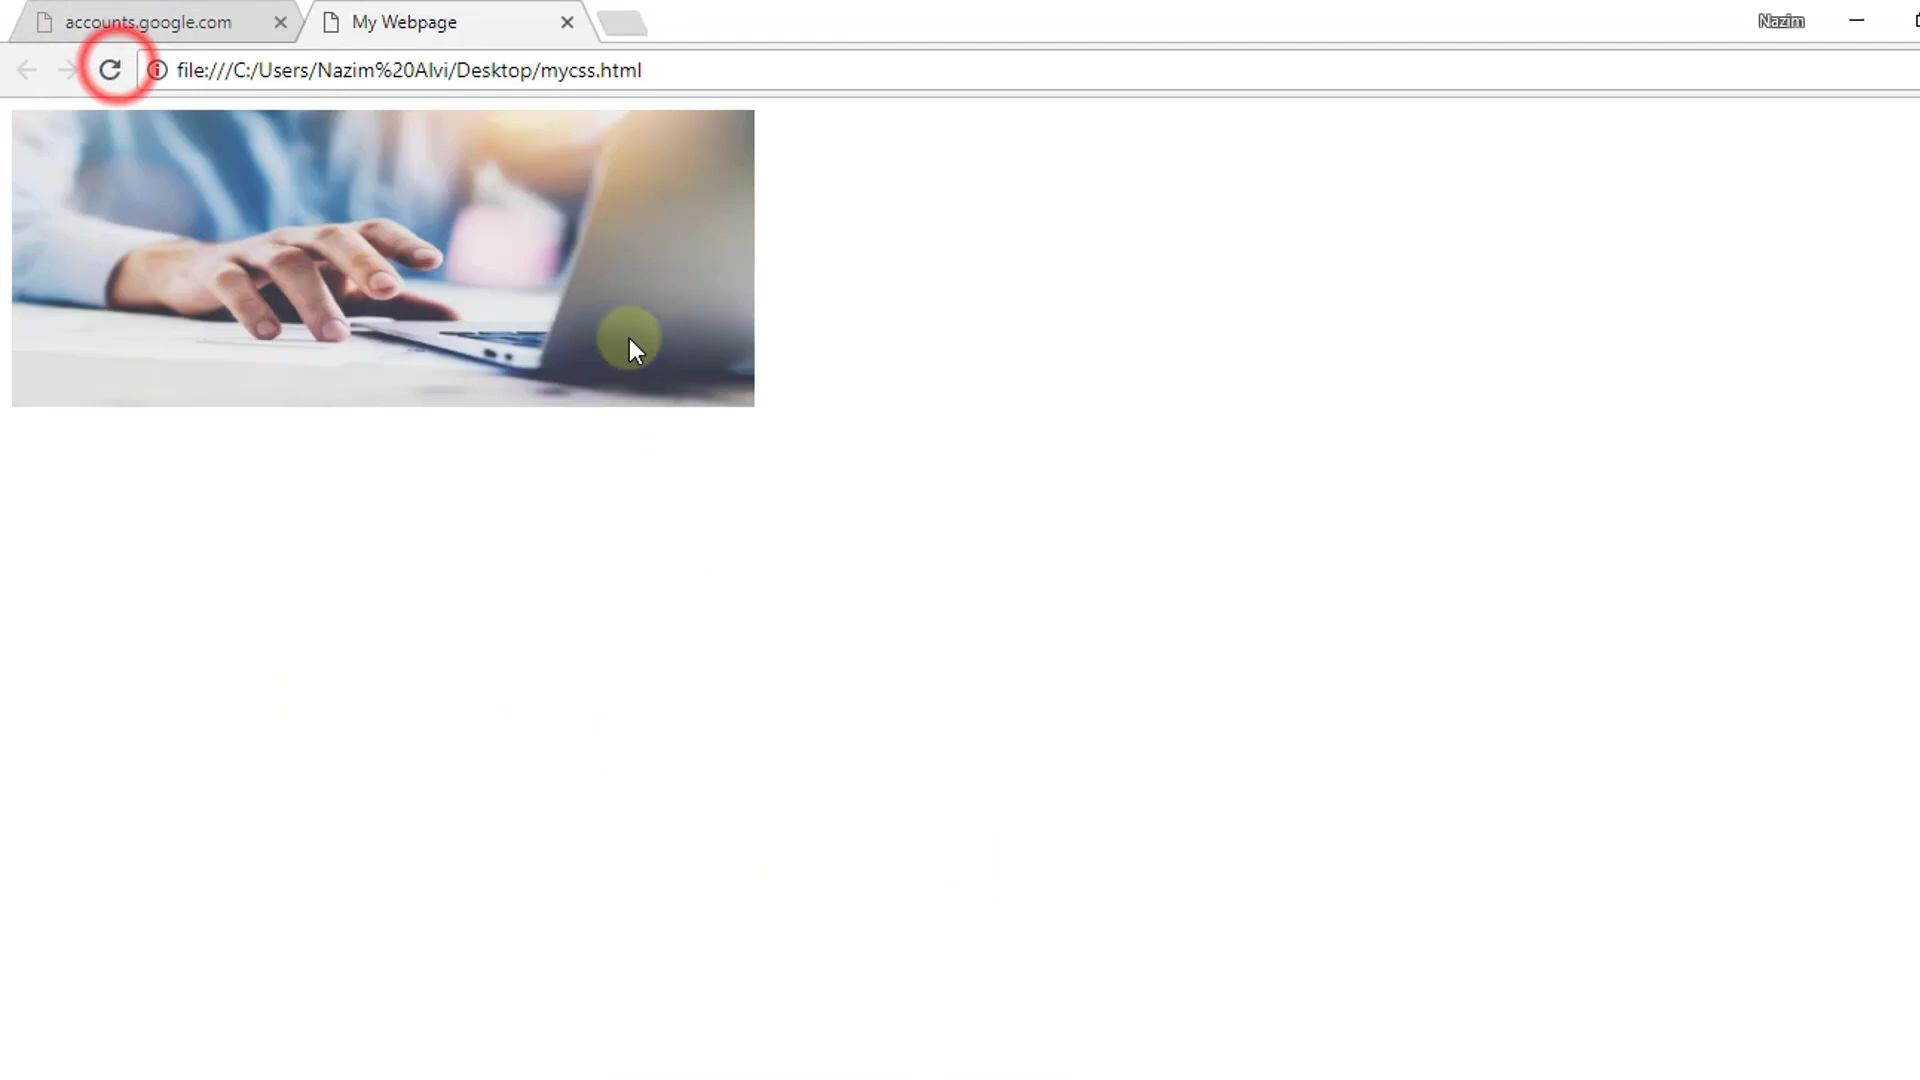 accounts.google.com
My Webpage
Nazim
file:///C:/Users/Nazim%20Alvi/Desktop/mycss.html